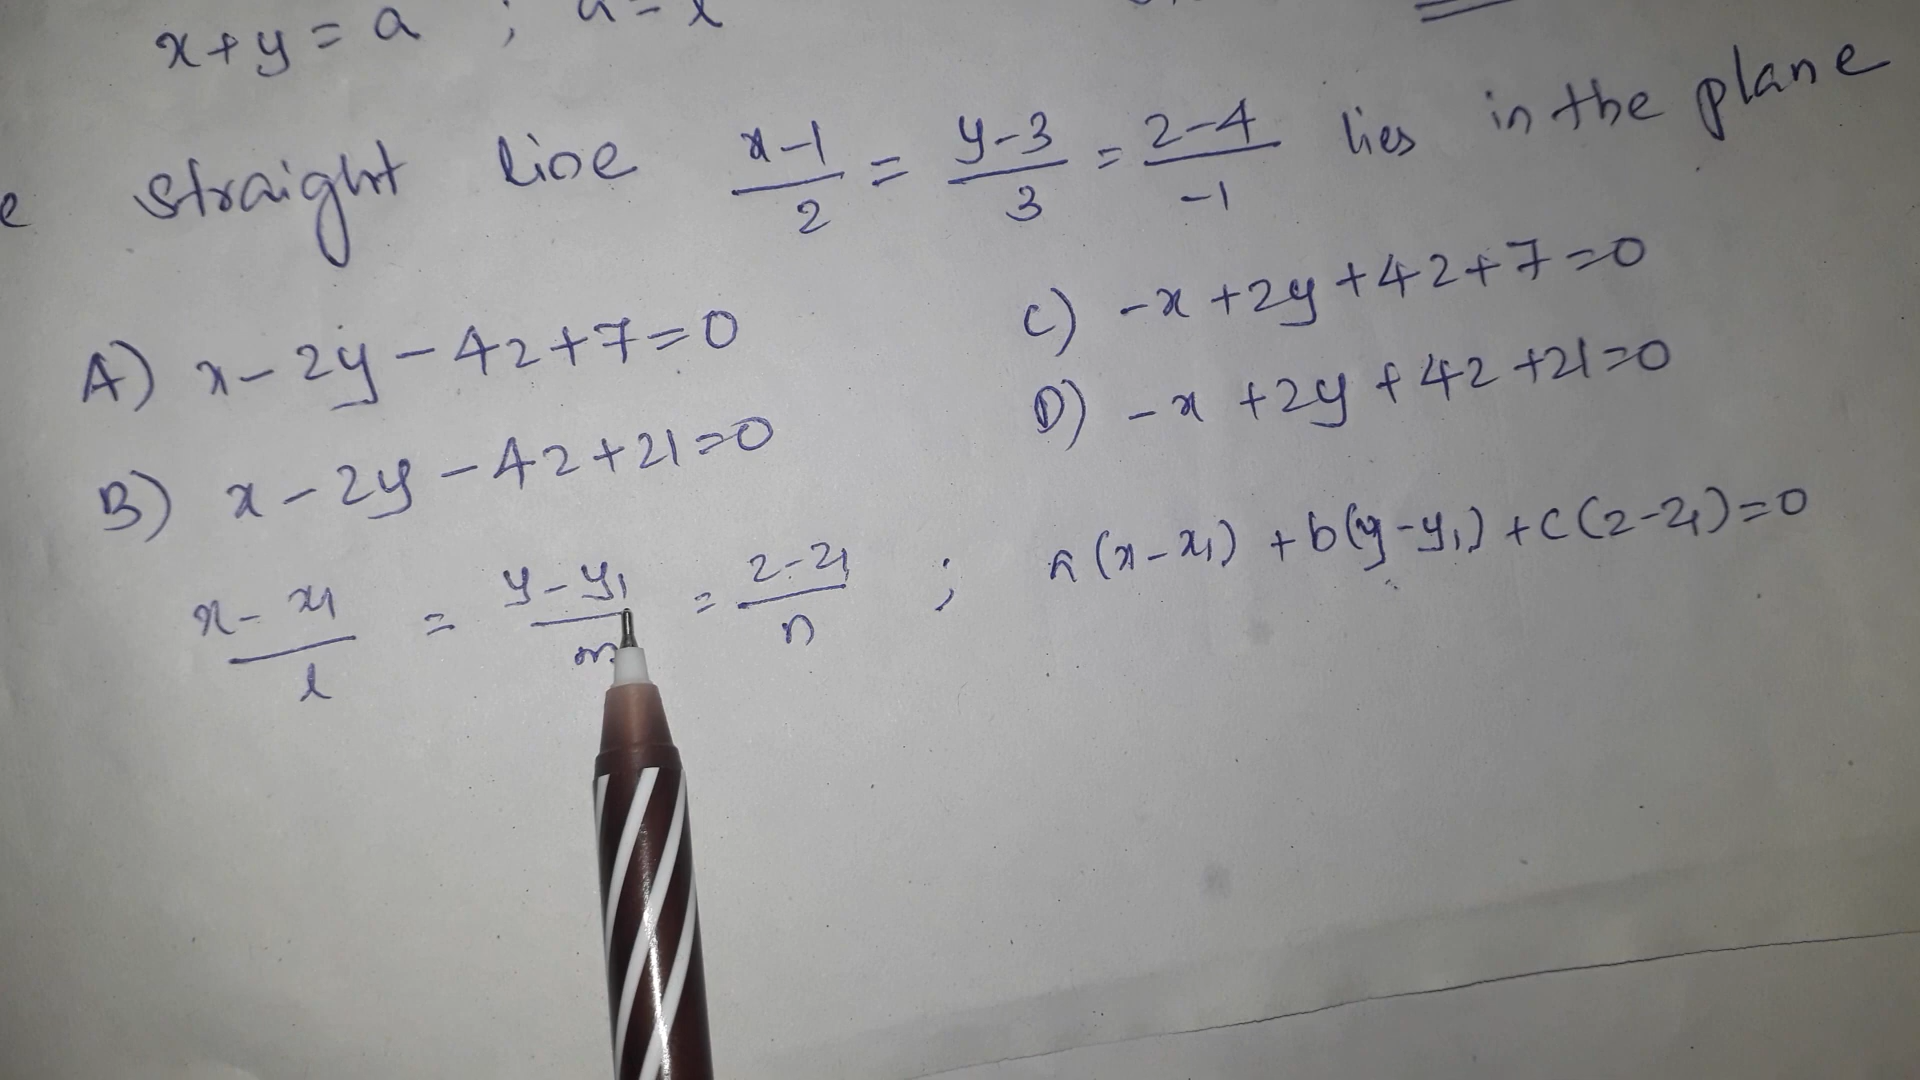 x+y=a ;
e straight line x-1/2 = y-3/3 = z-4/-1 lies in the plane
A) x-2y-4z+7=0
C) -x+2y+4z+7=0
B) x-2y-4z+21=0
D) -x+2y+4z+21=0
x-x1/l = y-y1/m = z-z1/n ; a(x-x1)+b(y-y1)+c(z-z1)=0